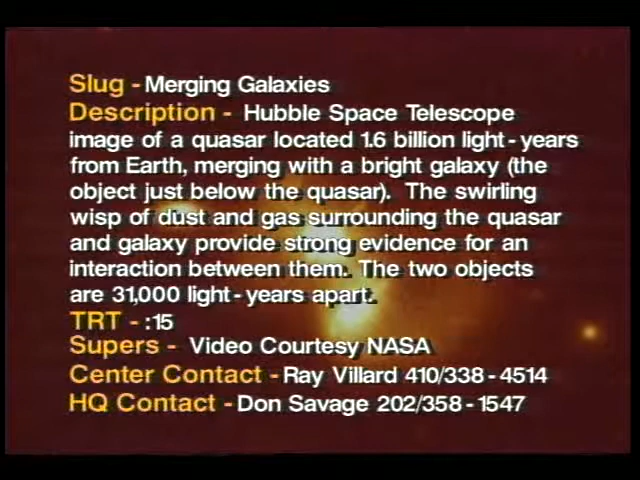 Slug - Merging Galaxies
Description - Hubble Space Telescope
image of a quasar located 1.6 billion light-years
from Earth, merging with a bright galaxy (the
object just below the quasar). The swirling
wisp of dust and gas surrounding the quasar
and galaxy provide strong evidence for an
interaction between them. The two objects
are 31,000 light-years apart.
TRT - :15
Supers - Video Courtesy NASA
Center Contact - Ray Villard 410/338-4514
HQ Contact - Don Savage 202/358-1547